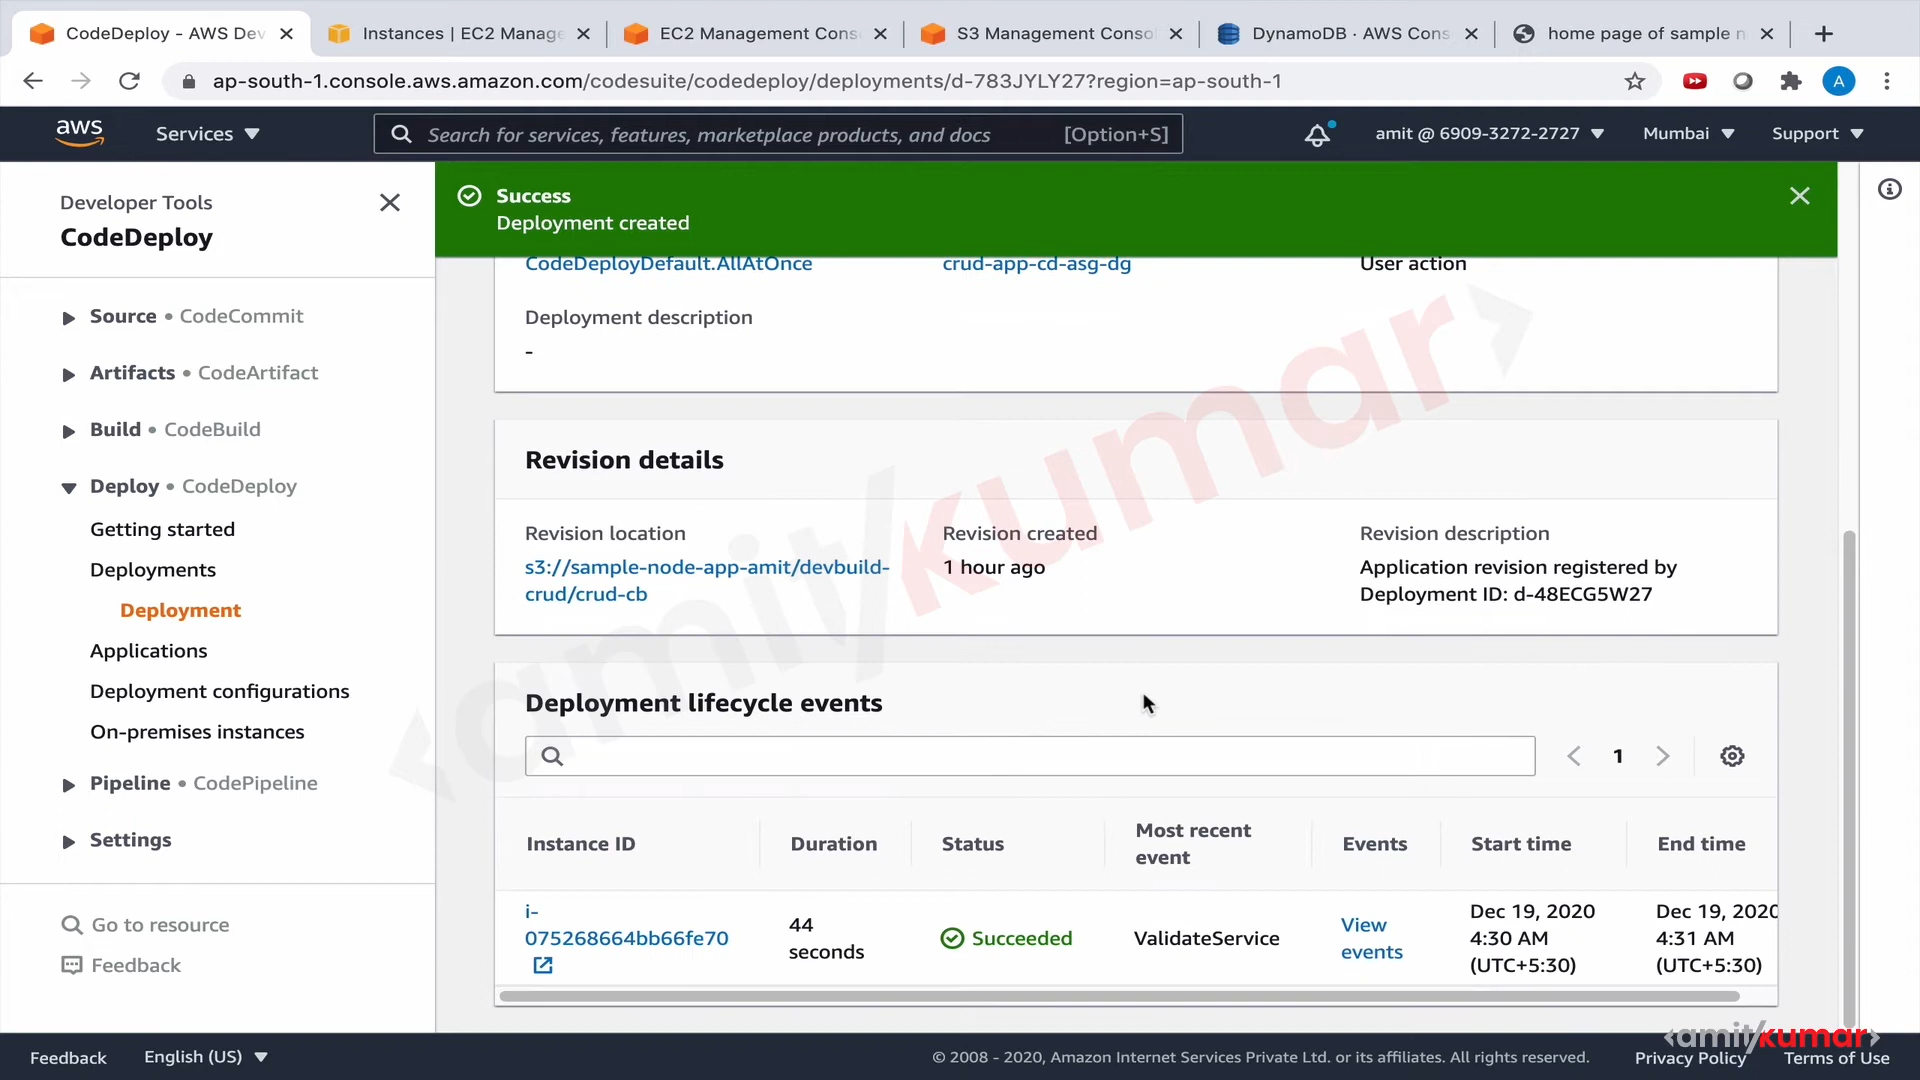 CodeDeploy - AWS Dev
Instances | EC2 Manage
EC2 Management Cons
S3 Management Consol
DynamoDB · AWS Cons
home page of sample n
ap-south-1.console.aws.amazon.com/codesuite/codedeploy/deployments/d-783JYLY27?region=ap-south-1
A
aws
Services
Search for services, features, marketplace products, and docs
[Option+S]
amit @ 6909-3272-2727
Mumbai
Support
Developer Tools
CodeDeploy
Success
Deployment created
CodeDeployDefault.AllAtOnce
crud-app-cd-asg-dg
User action
Deployment description
-
Source • CodeCommit
Artifacts • CodeArtifact
Build • CodeBuild
Deploy • CodeDeploy
Getting started
Deployments
Deployment
Applications
Deployment configurations
On-premises instances
Pipeline • CodePipeline
Settings
Go to resource
Feedback
Revision details
Revision location
s3://sample-node-app-amit/devbuild-
crud/crud-cb
Revision created
1 hour ago
Revision description
Application revision registered by
Deployment ID: d-48ECG5W27
Deployment lifecycle events
1
Instance ID
Duration
Status
Most recent
event
Events
Start time
End time
i-
075268664bb66fe70
44
seconds
Succeeded
ValidateService
View
events
Dec 19, 2020
4:30 AM
(UTC+5:30)
Dec 19, 2020
4:31 AM
(UTC+5:30)
<amit/kumar>
Feedback
English (US)
© 2008 - 2020, Amazon Internet Services Private Ltd. or its affiliates. All rights reserved.
Privacy Policy
Terms of Use
<amit/kumar>